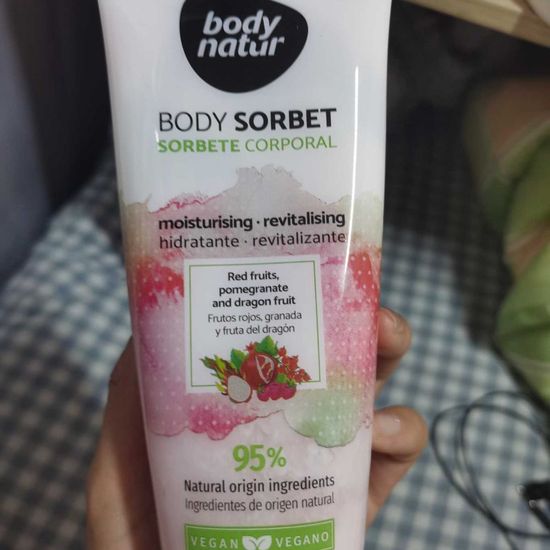 body
natur
BODY SORBET
SORBETE CORPORAL
moisturising · revitalising
hidratante · revitalizante
Red fruits,
pomegranate
and dragon fruit
Frutos rojos, granada
y fruta del dragón
95%
Natural origin ingredients
Ingredientes de origen natural
VEGAN VEGANO